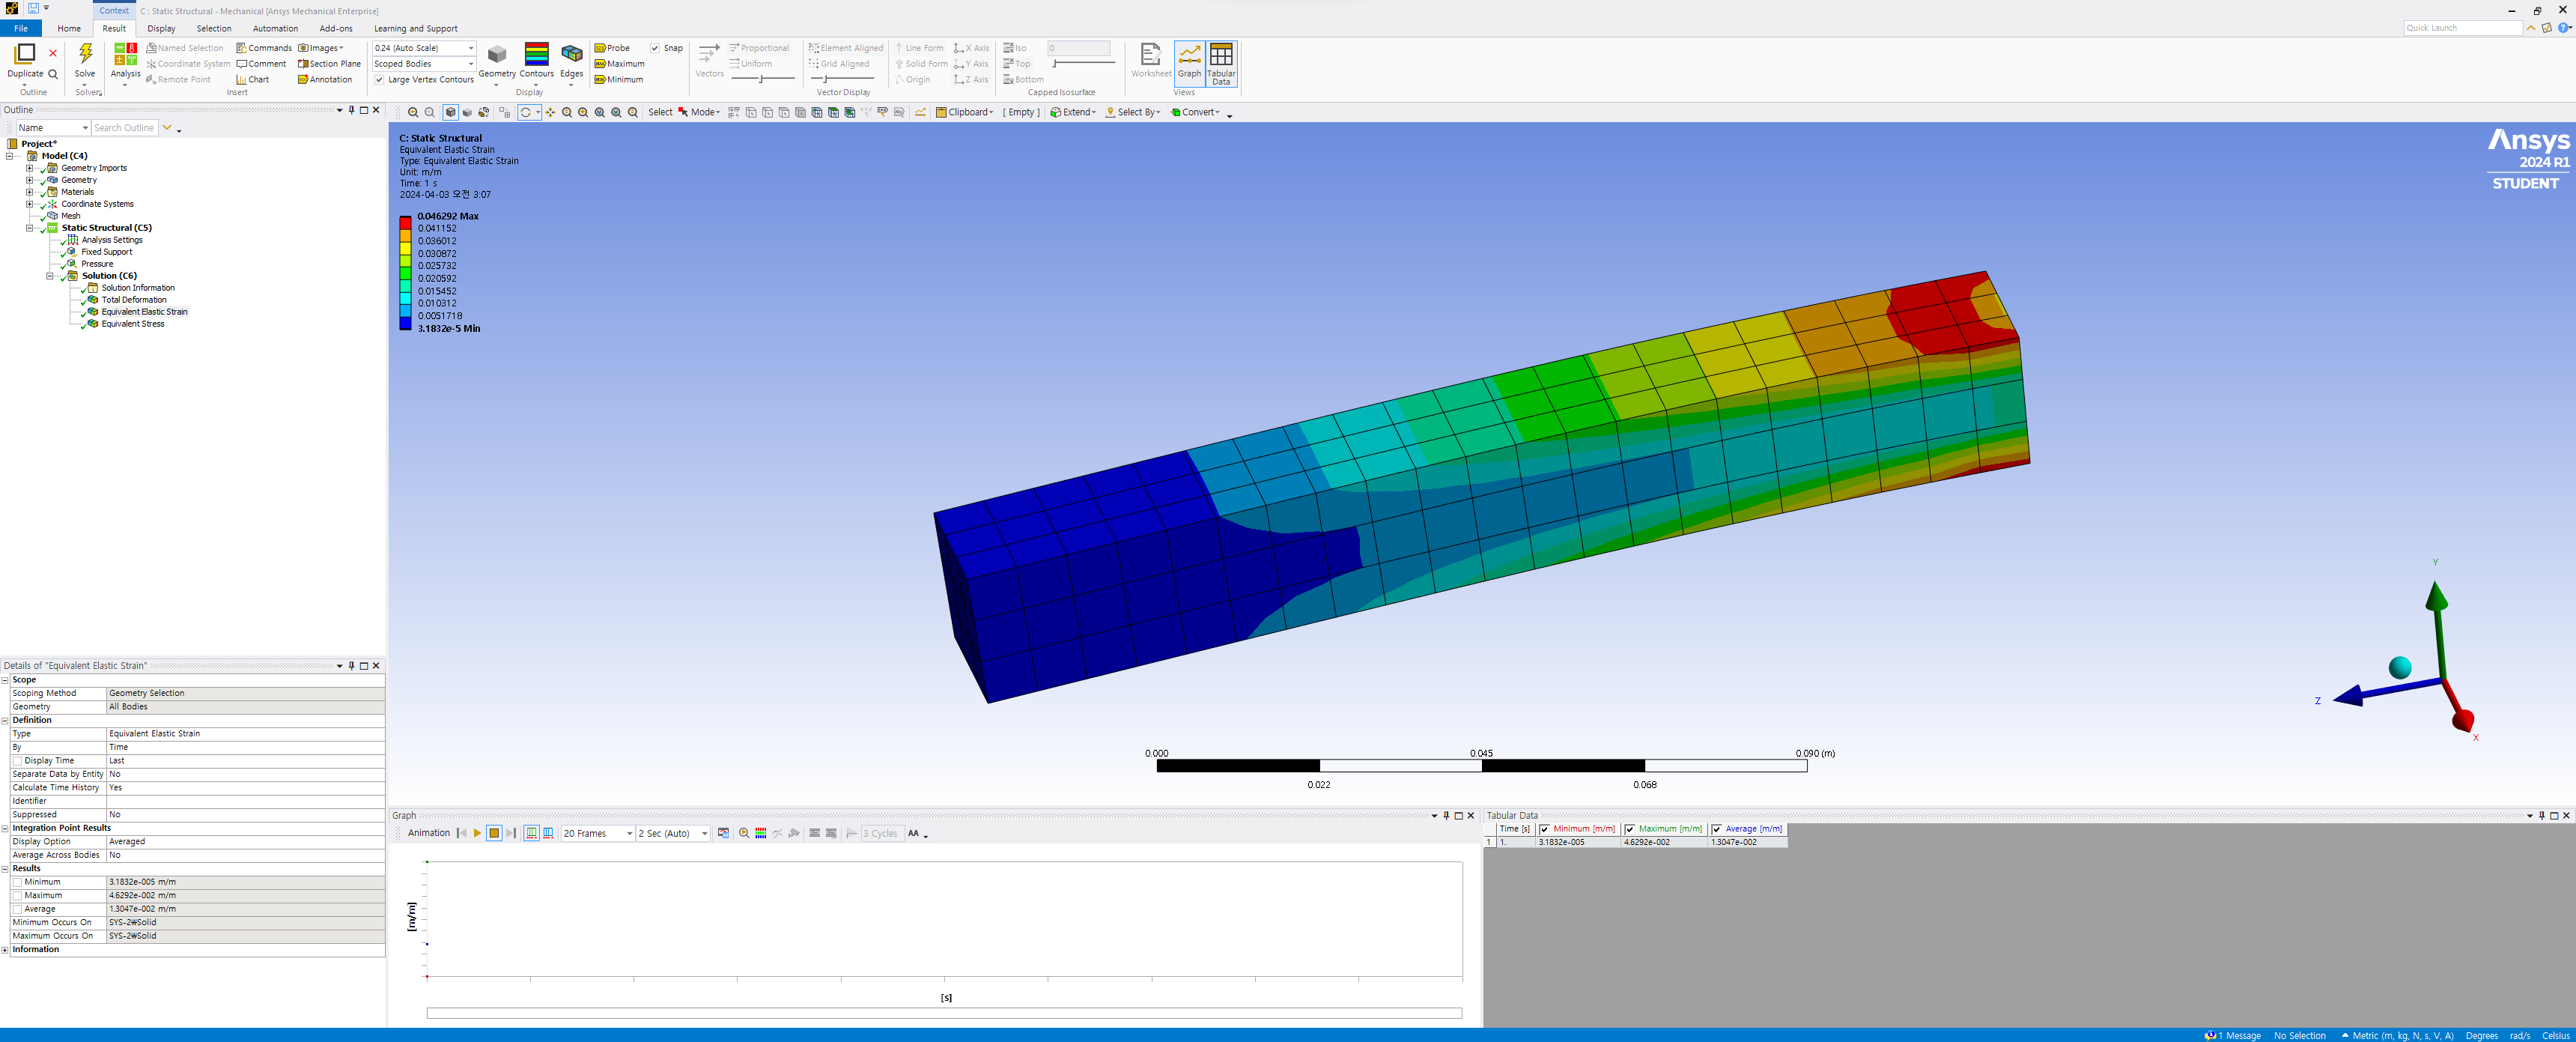 Context
C : Static Structural - Mechanical [Ansys Mechanical Enterprise]
File Home Result Display Selection Automation Add-ons Learning and Support
Quick Launch
Duplicate
Outline
Solve
Solver
Analysis
Named Selection
Coordinate System
Remote Point
Commands
Comment
Chart
Images
Section Plane
Annotation
Insert
0.24 (Auto Scale)
Scoped Bodies
Large Vertex Contours
Geometry
Contours
Edges
Display
Probe
Maximum
Minimum
Snap
Vectors
Proportional
Uniform
Element Aligned
Grid Aligned
Line Form
Solid Form
Origin
X Axis
Y Axis
Z Axis
Vector Display
Iso
Top
Bottom
0
Capped Isosurface
Worksheet
Graph
Tabular
Data
Views
Outline
Name
Search Outline
Project*
Model (C4)
Geometry Imports
Geometry
Materials
Coordinate Systems
Mesh
Static Structural (C5)
Analysis Settings
Fixed Support
Pressure
Solution (C6)
Solution Information
Total Deformation
Equivalent Elastic Strain
Equivalent Stress
Select Mode Clipboard [ Empty ] Extend Select By Convert
C: Static Structural
Equivalent Elastic Strain
Type: Equivalent Elastic Strain
Unit: m/m
Time: 1 s
2024-04-03 오전 3:07
0.046292 Max
0.041152
0.036012
0.030872
0.025732
0.020592
0.015452
0.010312
0.0051718
3.1832e-5 Min
Ansys
2024 R1
STUDENT
Y
Z
X
0.000 0.045 0.090 (m)
0.022 0.068
Details of "Equivalent Elastic Strain"
Scope
Scoping Method Geometry Selection
Geometry All Bodies
Definition
Type Equivalent Elastic Strain
By Time
Display Time Last
Separate Data by Entity No
Calculate Time History Yes
Identifier
Suppressed No
Integration Point Results
Display Option Averaged
Average Across Bodies No
Results
Minimum 3.1832e-005 m/m
Maximum 4.6292e-002 m/m
Average 1.3047e-002 m/m
Minimum Occurs On SYS-2₩Solid
Maximum Occurs On SYS-2₩Solid
Information
Graph
Animation 20 Frames 2 Sec (Auto) 3 Cycles AA
[m/m]
[s]
Tabular Data
Time [s] Minimum [m/m] Maximum [m/m] Average [m/m]
1 1. 3.1832e-005 4.6292e-002 1.3047e-002
1 Message No Selection Metric (m, kg, N, s, V, A) Degrees rad/s Celsius